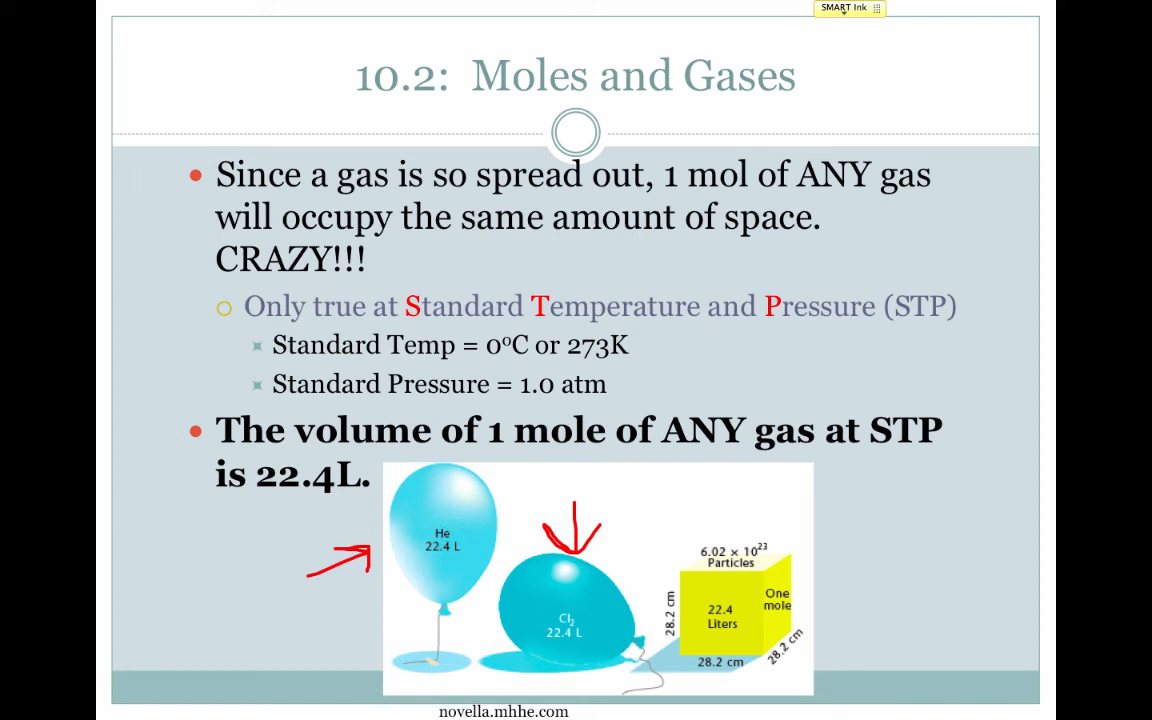 SMART Ink
10.2: Moles and Gases
Since a gas is so spread out, 1 mol of ANY gas
will occupy the same amount of space.
CRAZY!!!
Only true at Standard Temperature and Pressure (STP)
Standard Temp = 0⁰C or 273K
Standard Pressure = 1.0 atm
The volume of 1 mole of ANY gas at STP
is 22.4L.
He
22.4 L
Cl₂
22.4 L
6.02 × 10²³
Particles
28.2 cm
22.4
Liters
One
mole
28.2 cm
28.2 cm
novella.mhhe.com